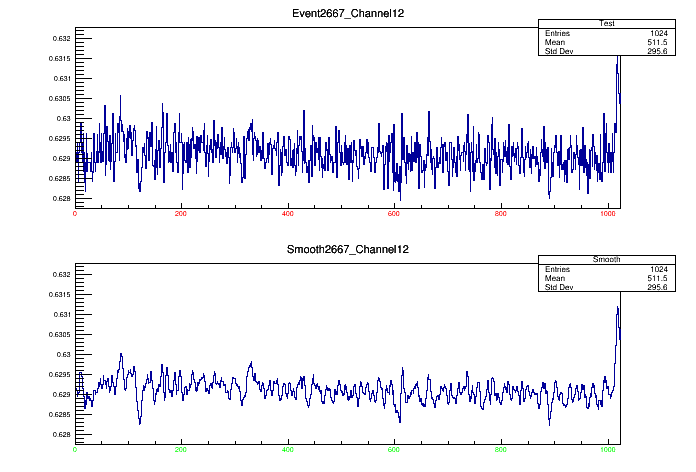 Event2667_Channel12
Test
Entries 1024
Mean 511.5
Std Dev 295.6
0.632
0.6315
0.631
0.6305
0.63
0.6295
0.629
0.6285
0.628
0 200 400 600 800 1000
Smooth2667_Channel12
Smooth
Entries 1024
Mean 511.5
Std Dev 295.6
0.632
0.6315
0.631
0.6305
0.63
0.6295
0.629
0.6285
0.628
0 200 400 600 800 1000